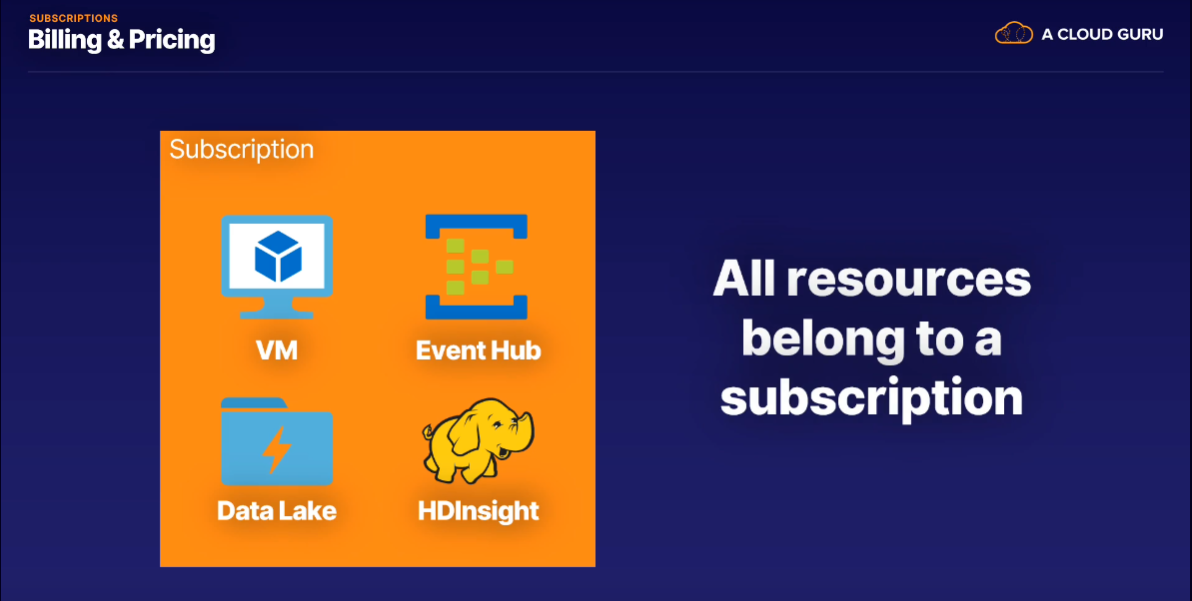 SUBSCRIPTIONS
Billing & Pricing
A CLOUD GURU
Subscription
VM
Event Hub
Data Lake
HDInsight
All resources
belong to a
subscription